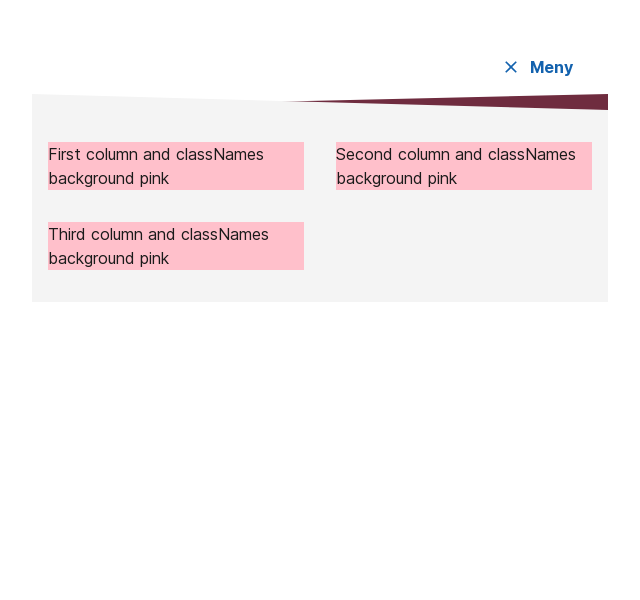 Meny
First column and classNames
background pink
Second column and classNames
background pink
Third column and classNames
background pink